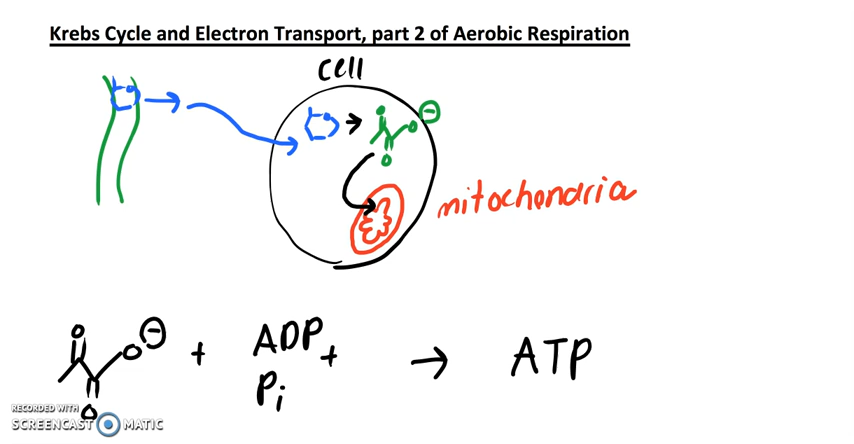 Krebs Cycle and Electron Transport, part 2 of Aerobic Respiration
cell
O
O
O
O ⊖
O
mitochondria
O
O ⊖ + ADP + → ATP
Pi
O
RECORDED WITH
SCREENCAST MATIC